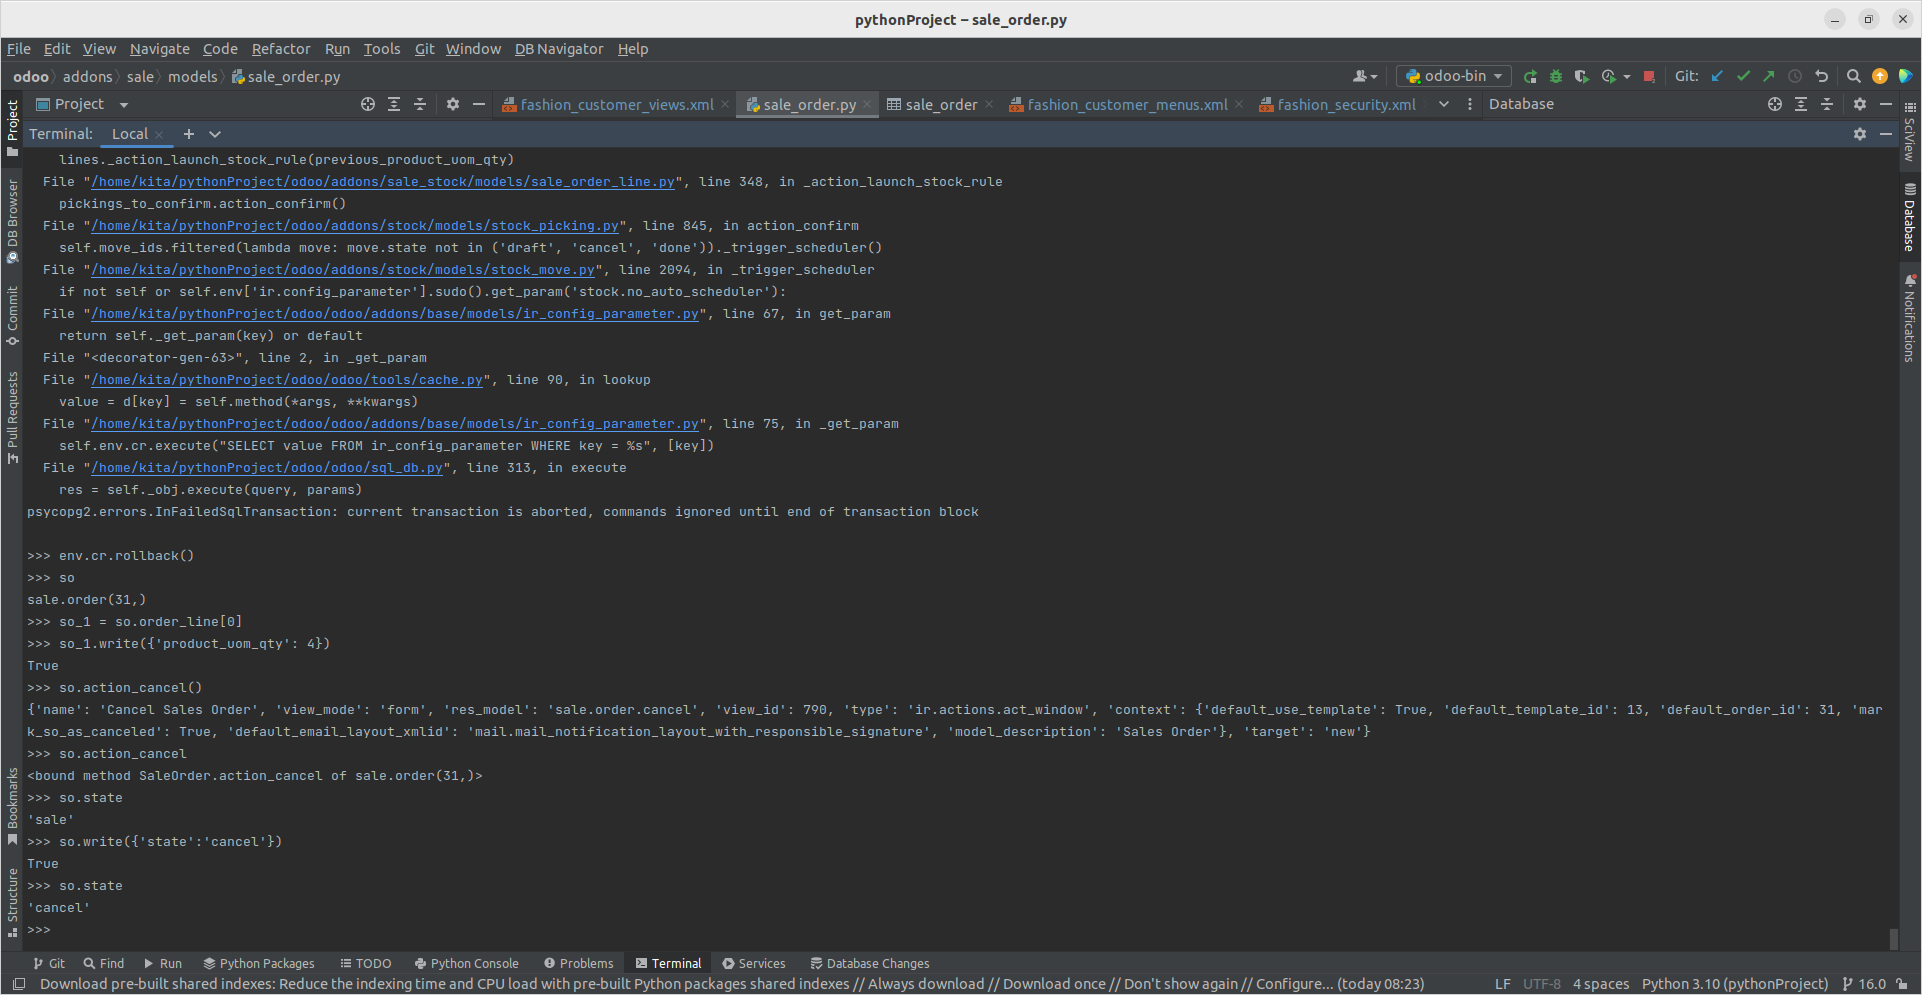 pythonProject – sale_order.py
File Edit View Navigate Code Refactor Run Tools Git Window DB Navigator Help
odoo addons sale models sale_order.py
odoo-bin
Git:
Project
fashion_customer_views.xml
sale_order.py
sale_order
fashion_customer_menus.xml
fashion_security.xml
Database
Terminal: Local
Project
DB Browser
Commit
Pull Requests
Bookmarks
Structure
SciView
Database
Notifications
lines._action_launch_stock_rule(previous_product_uom_qty)
File "/home/kita/pythonProject/odoo/addons/sale_stock/models/sale_order_line.py", line 348, in _action_launch_stock_rule
pickings_to_confirm.action_confirm()
File "/home/kita/pythonProject/odoo/addons/stock/models/stock_picking.py", line 845, in action_confirm
self.move_ids.filtered(lambda move: move.state not in ('draft', 'cancel', 'done'))._trigger_scheduler()
File "/home/kita/pythonProject/odoo/addons/stock/models/stock_move.py", line 2094, in _trigger_scheduler
if not self or self.env['ir.config_parameter'].sudo().get_param('stock.no_auto_scheduler'):
File "/home/kita/pythonProject/odoo/odoo/addons/base/models/ir_config_parameter.py", line 67, in get_param
return self._get_param(key) or default
File "<decorator-gen-63>", line 2, in _get_param
File "/home/kita/pythonProject/odoo/odoo/tools/cache.py", line 90, in lookup
value = d[key] = self.method(*args, **kwargs)
File "/home/kita/pythonProject/odoo/odoo/addons/base/models/ir_config_parameter.py", line 75, in _get_param
self.env.cr.execute("SELECT value FROM ir_config_parameter WHERE key = %s", [key])
File "/home/kita/pythonProject/odoo/odoo/sql_db.py", line 313, in execute
res = self._obj.execute(query, params)
psycopg2.errors.InFailedSqlTransaction: current transaction is aborted, commands ignored until end of transaction block
>>> env.cr.rollback()
>>> so
sale.order(31,)
>>> so_1 = so.order_line[0]
>>> so_1.write({'product_uom_qty': 4})
True
>>> so.action_cancel()
{'name': 'Cancel Sales Order', 'view_mode': 'form', 'res_model': 'sale.order.cancel', 'view_id': 790, 'type': 'ir.actions.act_window', 'context': {'default_use_template': True, 'default_template_id': 13, 'default_order_id': 31, 'mar
k_so_as_canceled': True, 'default_email_layout_xmlid': 'mail.mail_notification_layout_with_responsible_signature', 'model_description': 'Sales Order'}, 'target': 'new'}
>>> so.action_cancel
<bound method SaleOrder.action_cancel of sale.order(31,)>
>>> so.state
'sale'
>>> so.write({'state':'cancel'})
True
>>> so.state
'cancel'
>>>
Git Find Run Python Packages TODO Python Console Problems Terminal Services Database Changes
Download pre-built shared indexes: Reduce the indexing time and CPU load with pre-built Python packages shared indexes // Always download // Download once // Don't show again // Configure... (today 08:23) LF UTF-8 4 spaces Python 3.10 (pythonProject) 16.0